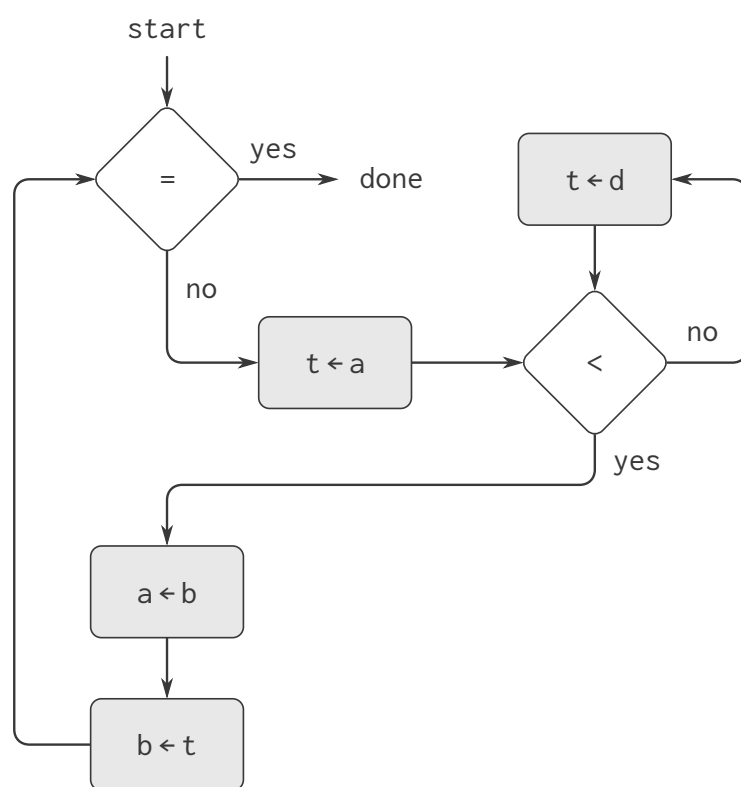 start
=
yes
done
no
t←a
t←d
<
no
yes
a←b
b←t